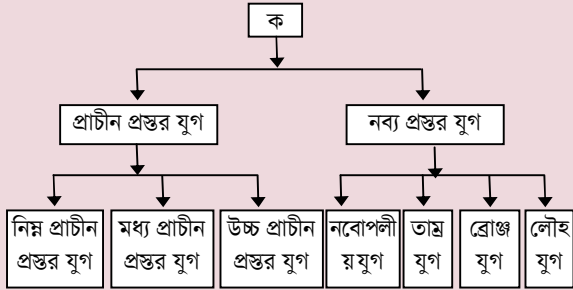 ক
প্রাচীন প্রস্তর যুগ
নব্য প্রস্তর যুগ
নিম্ন প্রাচীন
প্রস্তর যুগ
মধ্য প্রাচীন
প্রস্তর যুগ
উচ্চ প্রাচীন
প্রস্তর যুগ
নবোপলী
য়যুগ
তাম্র
যুগ
ব্রোঞ্জ
যুগ
লৌহ
যুগ